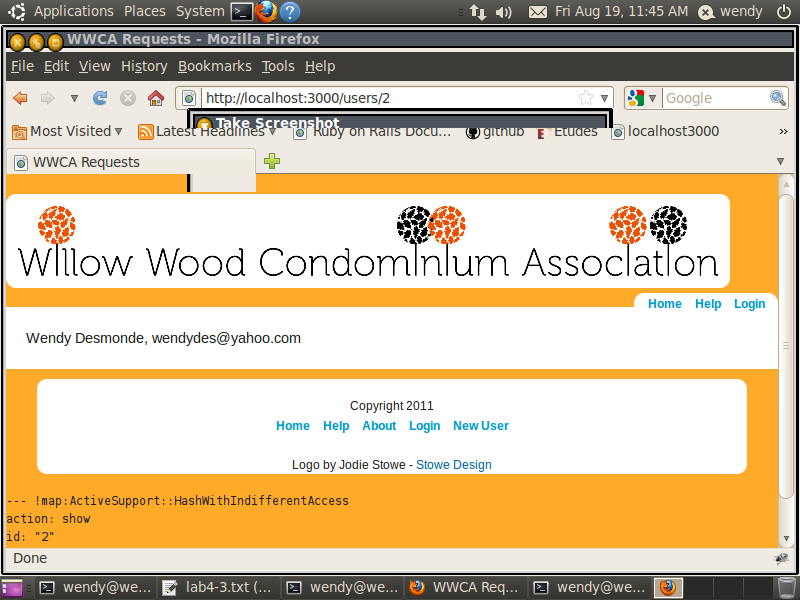 Applications Places System Fri Aug 19, 11:45 AM wendy
WWCA Requests - Mozilla Firefox
File Edit View History Bookmarks Tools Help
http://localhost:3000/users/2 Google
Take Screenshot
Most Visited Latest Headlines Ruby on Rails Docu... github Etudes localhost3000 »
WWCA Requests
Willow Wood Condominium Association
Home Help Login
Wendy Desmonde, wendydes@yahoo.com
Copyright 2011
Home Help About Login New User
Logo by Jodie Stowe - Stowe Design
--- !map:ActiveSupport::HashWithIndifferentAccess
action: show
id: "2"
Done
wendy@we... lab4-3.txt (... wendy@we... WWCA Req... wendy@we...